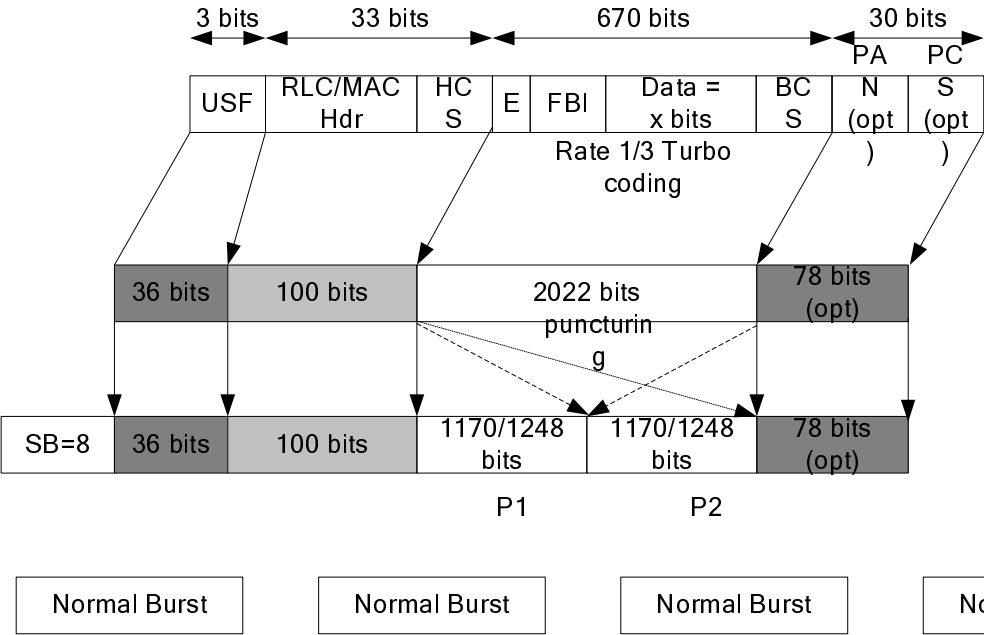 3 bits 33 bits 670 bits 30 bits
USF
RLC/MAC
Hdr
HC
S
E
FBI
Data =
x bits
BC
S
PA
N
(opt
)
PC
S
(opt
)
Rate 1/3 Turbo
coding
36 bits
100 bits
2022 bits
78 bits
(opt)
puncturin
g
SB=8
36 bits
100 bits
1170/1248
bits
1170/1248
bits
78 bits
(opt)
P1 P2
Normal Burst Normal Burst Normal Burst No